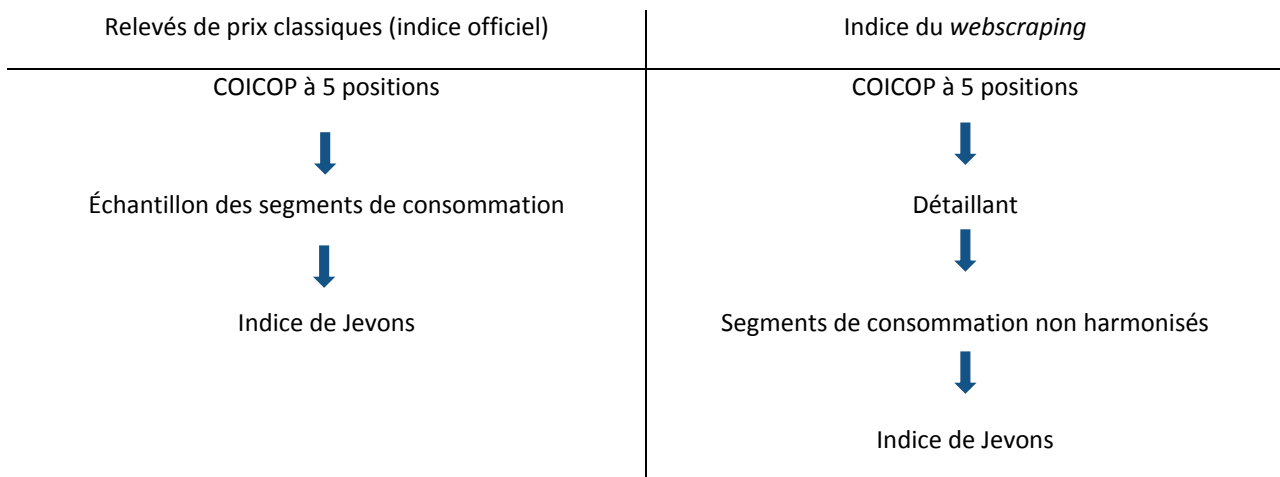 Relevés de prix classiques (indice officiel)
Indice du webscraping
COICOP à 5 positions
COICOP à 5 positions
Échantillon des segments de consommation
Détaillant
Indice de Jevons
Segments de consommation non harmonisés
Indice de Jevons